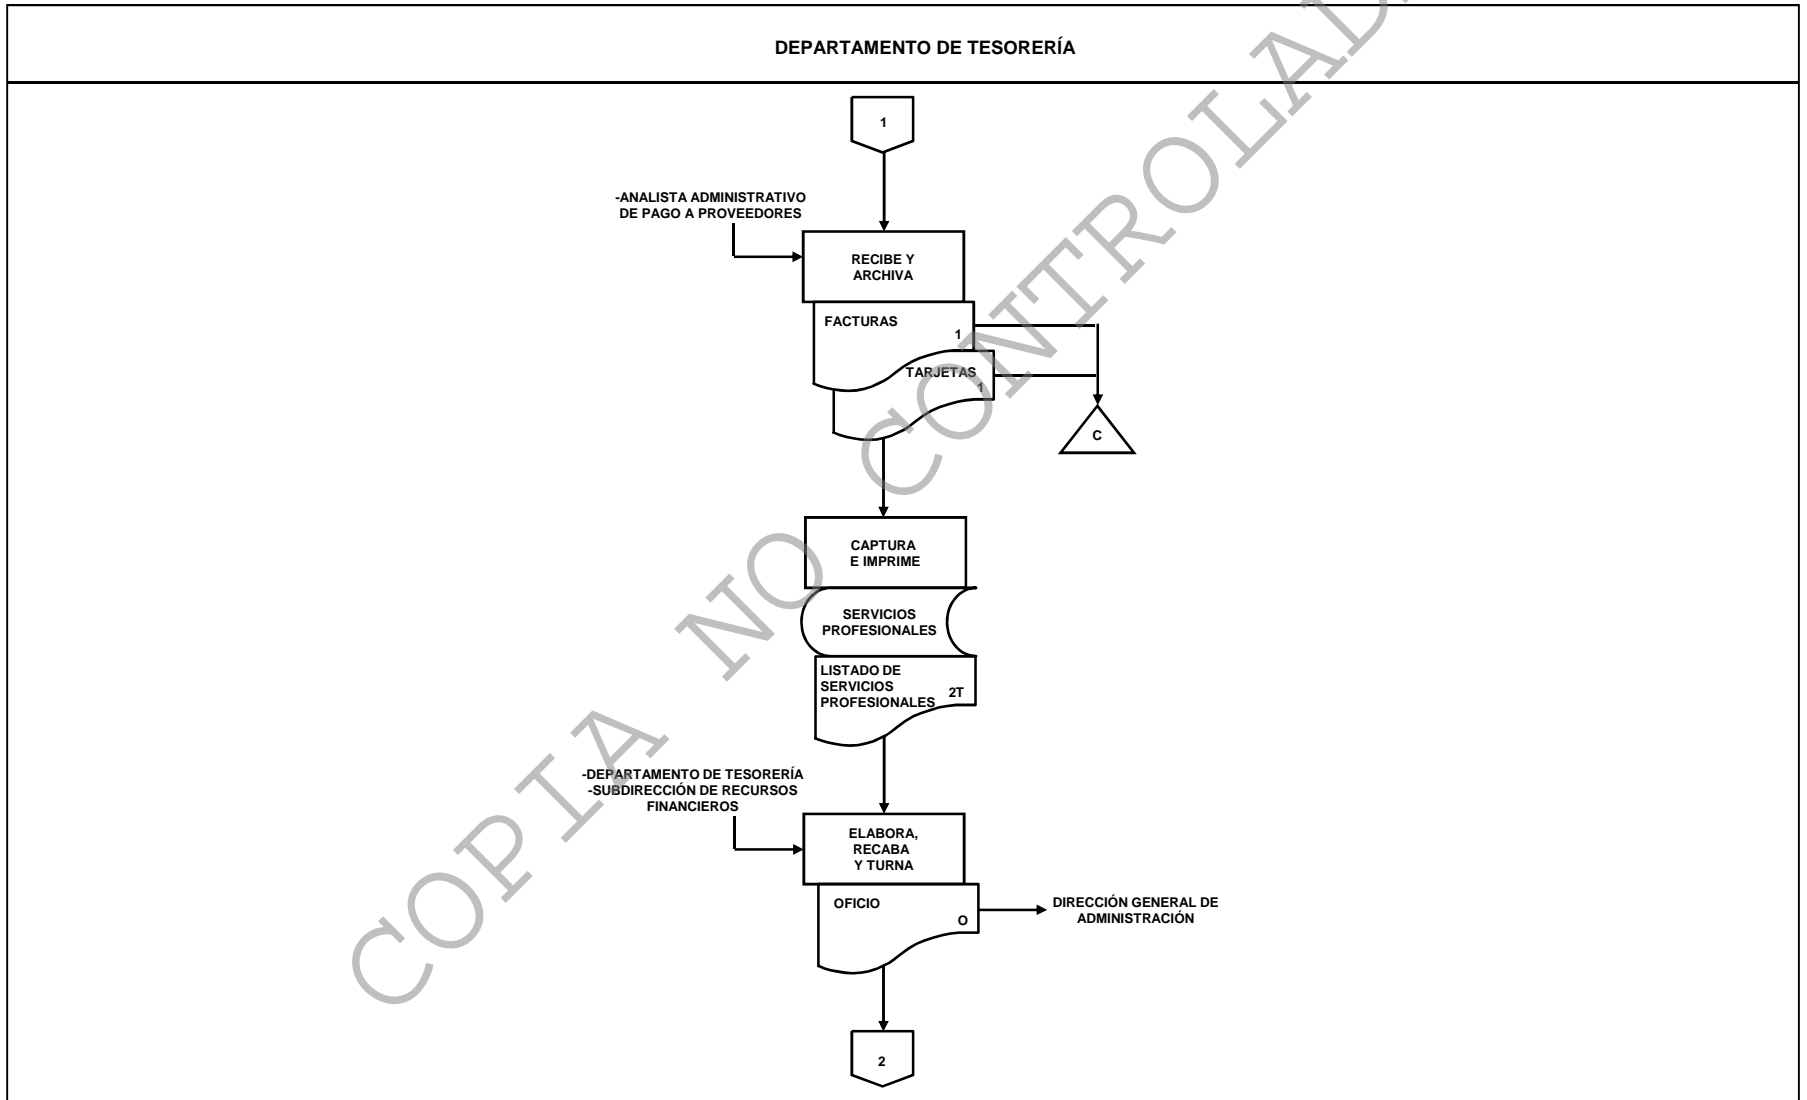 DEPARTAMENTO DE TESORERÍA
1
-ANALISTA ADMINISTRATIVO
DE PAGO A PROVEEDORES
RECIBE Y
ARCHIVA
FACTURAS
1
TARJETAS
1
C
CAPTURA
E IMPRIME
SERVICIOS
PROFESIONALES
LISTADO DE
SERVICIOS
PROFESIONALES
2T
-DEPARTAMENTO DE TESORERÍA
-SUBDIRECCIÓN DE RECURSOS
FINANCIEROS
ELABORA,
RECABA
Y TURNA
OFICIO
O
DIRECCIÓN GENERAL DE
ADMINISTRACIÓN
2
COPIA NO CONTROLAD